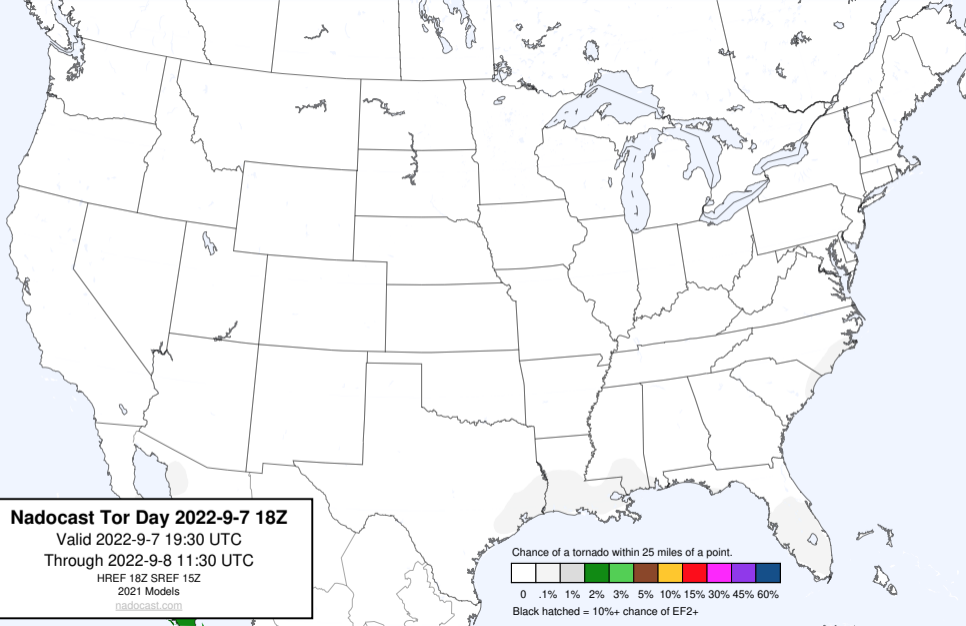 Nadocast Tor Day 2022-9-7 18Z
Valid 2022-9-7 19:30 UTC
Through 2022-9-8 11:30 UTC
HREF 18Z SREF 15Z
2021 Models
nadocast.com
Chance of a tornado within 25 miles of a point.
0 .1% 1% 2% 3% 5% 10% 15% 30% 45% 60%
Black hatched = 10%+ chance of EF2+